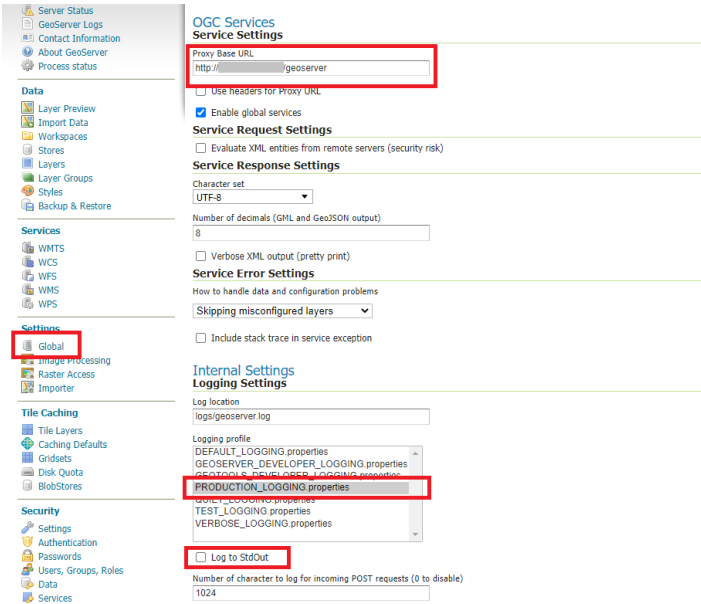 Server Status
GeoServer Logs
Contact Information
About GeoServer
Process status
Data
Layer Preview
Import Data
Workspaces
Stores
Layers
Layer Groups
Styles
Backup & Restore
Services
WMTS
WCS
WFS
WMS
WPS
Settings
Global
Image Processing
Raster Access
Importer
Tile Caching
Tile Layers
Caching Defaults
Gridsets
Disk Quota
BlobStores
Security
Settings
Authentication
Passwords
Users, Groups, Roles
Data
Services
OGC Services
Service Settings
Proxy Base URL
http:/ /geoserver
Use headers for Proxy URL
Enable global services
Service Request Settings
Evaluate XML entities from remote servers (security risk)
Service Response Settings
Character set
UTF-8
Number of decimals (GML and GeoJSON output)
8
Verbose XML output (pretty print)
Service Error Settings
How to handle data and configuration problems
Skipping misconfigured layers
Include stack trace in service exception
Internal Settings
Logging Settings
Log location
logs/geoserver.log
Logging profile
DEFAULT_LOGGING.properties
GEOSERVER_DEVELOPER_LOGGING.properties
GEOTOOLS_DEVELOPER_LOGGING.properties
PRODUCTION_LOGGING.properties
QUIET_LOGGING.properties
TEST_LOGGING.properties
VERBOSE_LOGGING.properties
Log to StdOut
Number of character to log for incoming POST requests (0 to disable)
1024